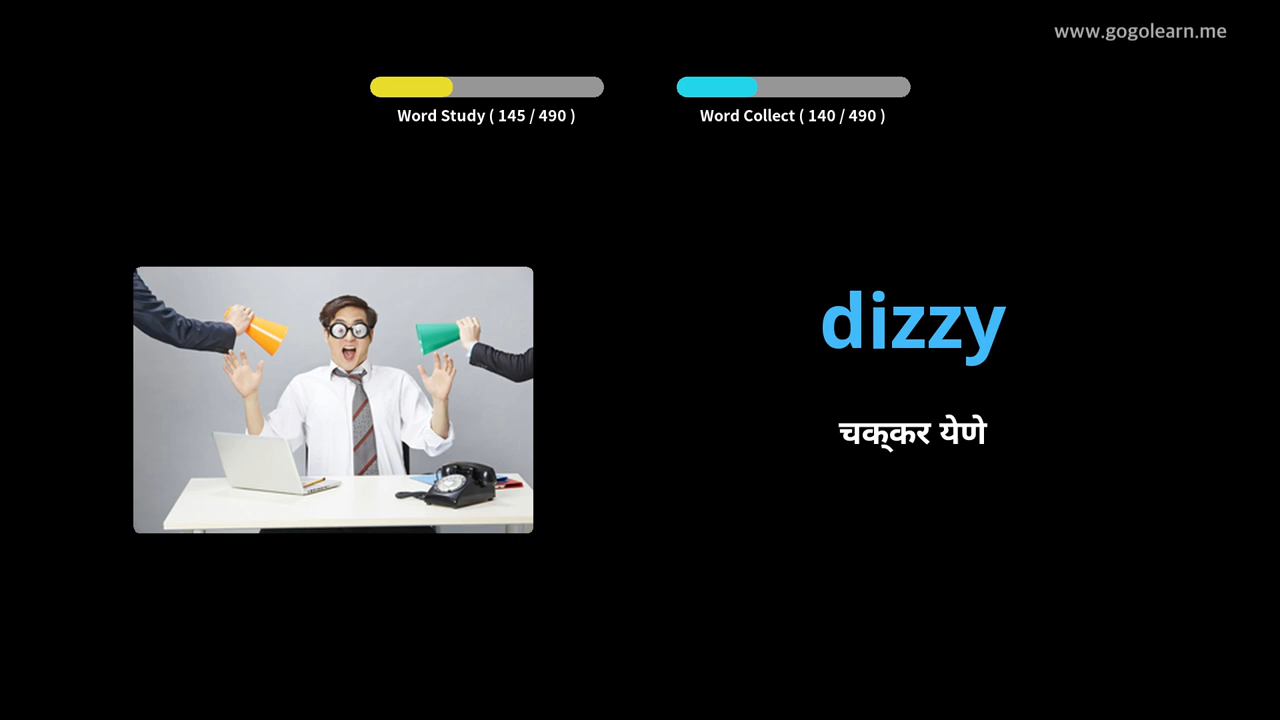 www.gogolearn.me
Word Study ( 145 / 490 )
Word Collect ( 140 / 490 )
dizzy
चक्कर येणे